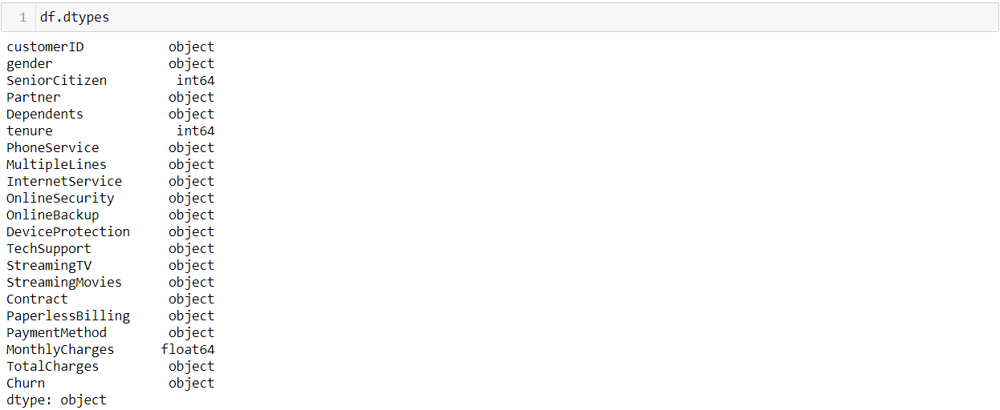 1 df.dtypes
customerID object
gender object
SeniorCitizen int64
Partner object
Dependents object
tenure int64
PhoneService object
MultipleLines object
InternetService object
OnlineSecurity object
OnlineBackup object
DeviceProtection object
TechSupport object
StreamingTV object
StreamingMovies object
Contract object
PaperlessBilling object
PaymentMethod object
MonthlyCharges float64
TotalCharges object
Churn object
dtype: object